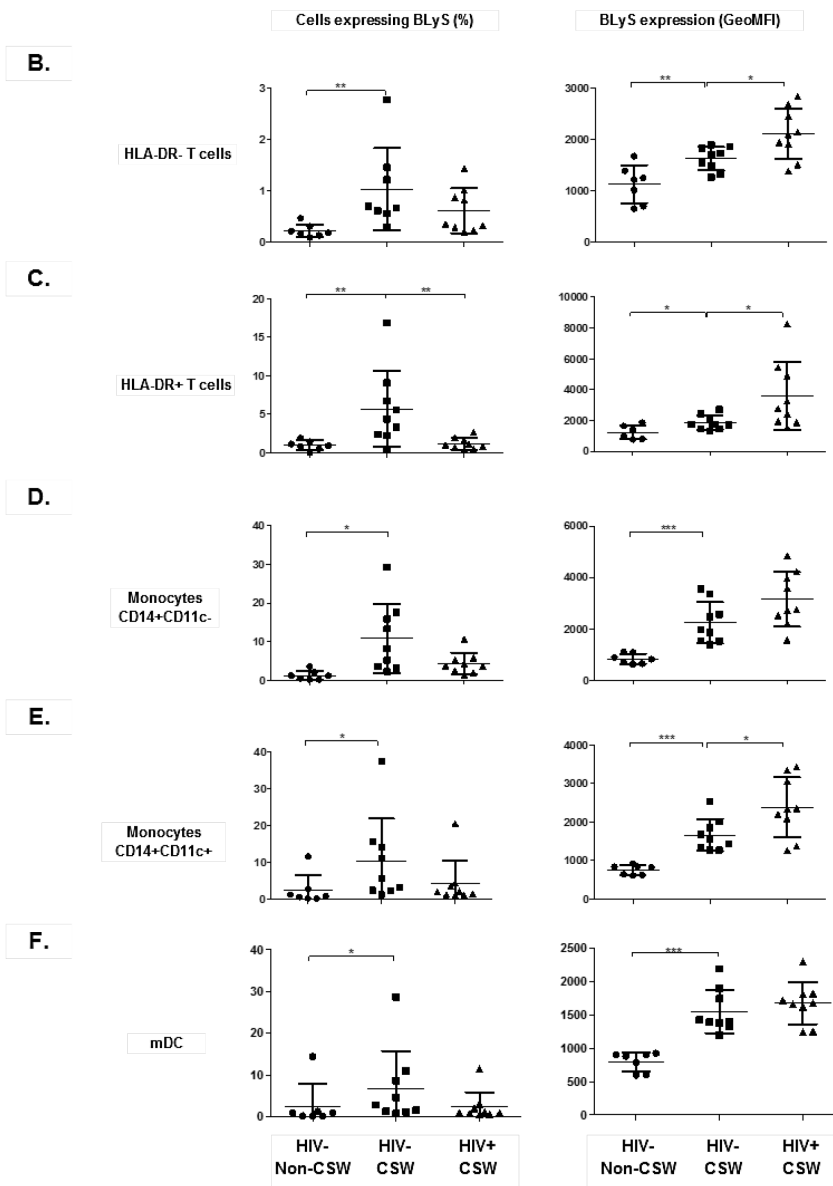 Cells expressing BLyS (%)
BLyS expression (GeoMFI)
B.
HLA-DR- T cells
3
2
1
0
**
3000
2000
1000
0
**
*
C.
HLA-DR+ T cells
20
15
10
5
0
**
**
10000
8000
6000
4000
2000
0
*
*
D.
Monocytes
CD14+CD11c-
40
30
20
10
0
*
6000
4000
2000
0
***
E.
Monocytes
CD14+CD11c+
40
30
20
10
0
*
4000
3000
2000
1000
0
***
*
F.
mDC
40
30
20
10
0
*
2500
2000
1500
1000
500
0
***
HIV-
Non-CSW
HIV-
CSW
HIV+
CSW
HIV-
Non-CSW
HIV-
CSW
HIV+
CSW